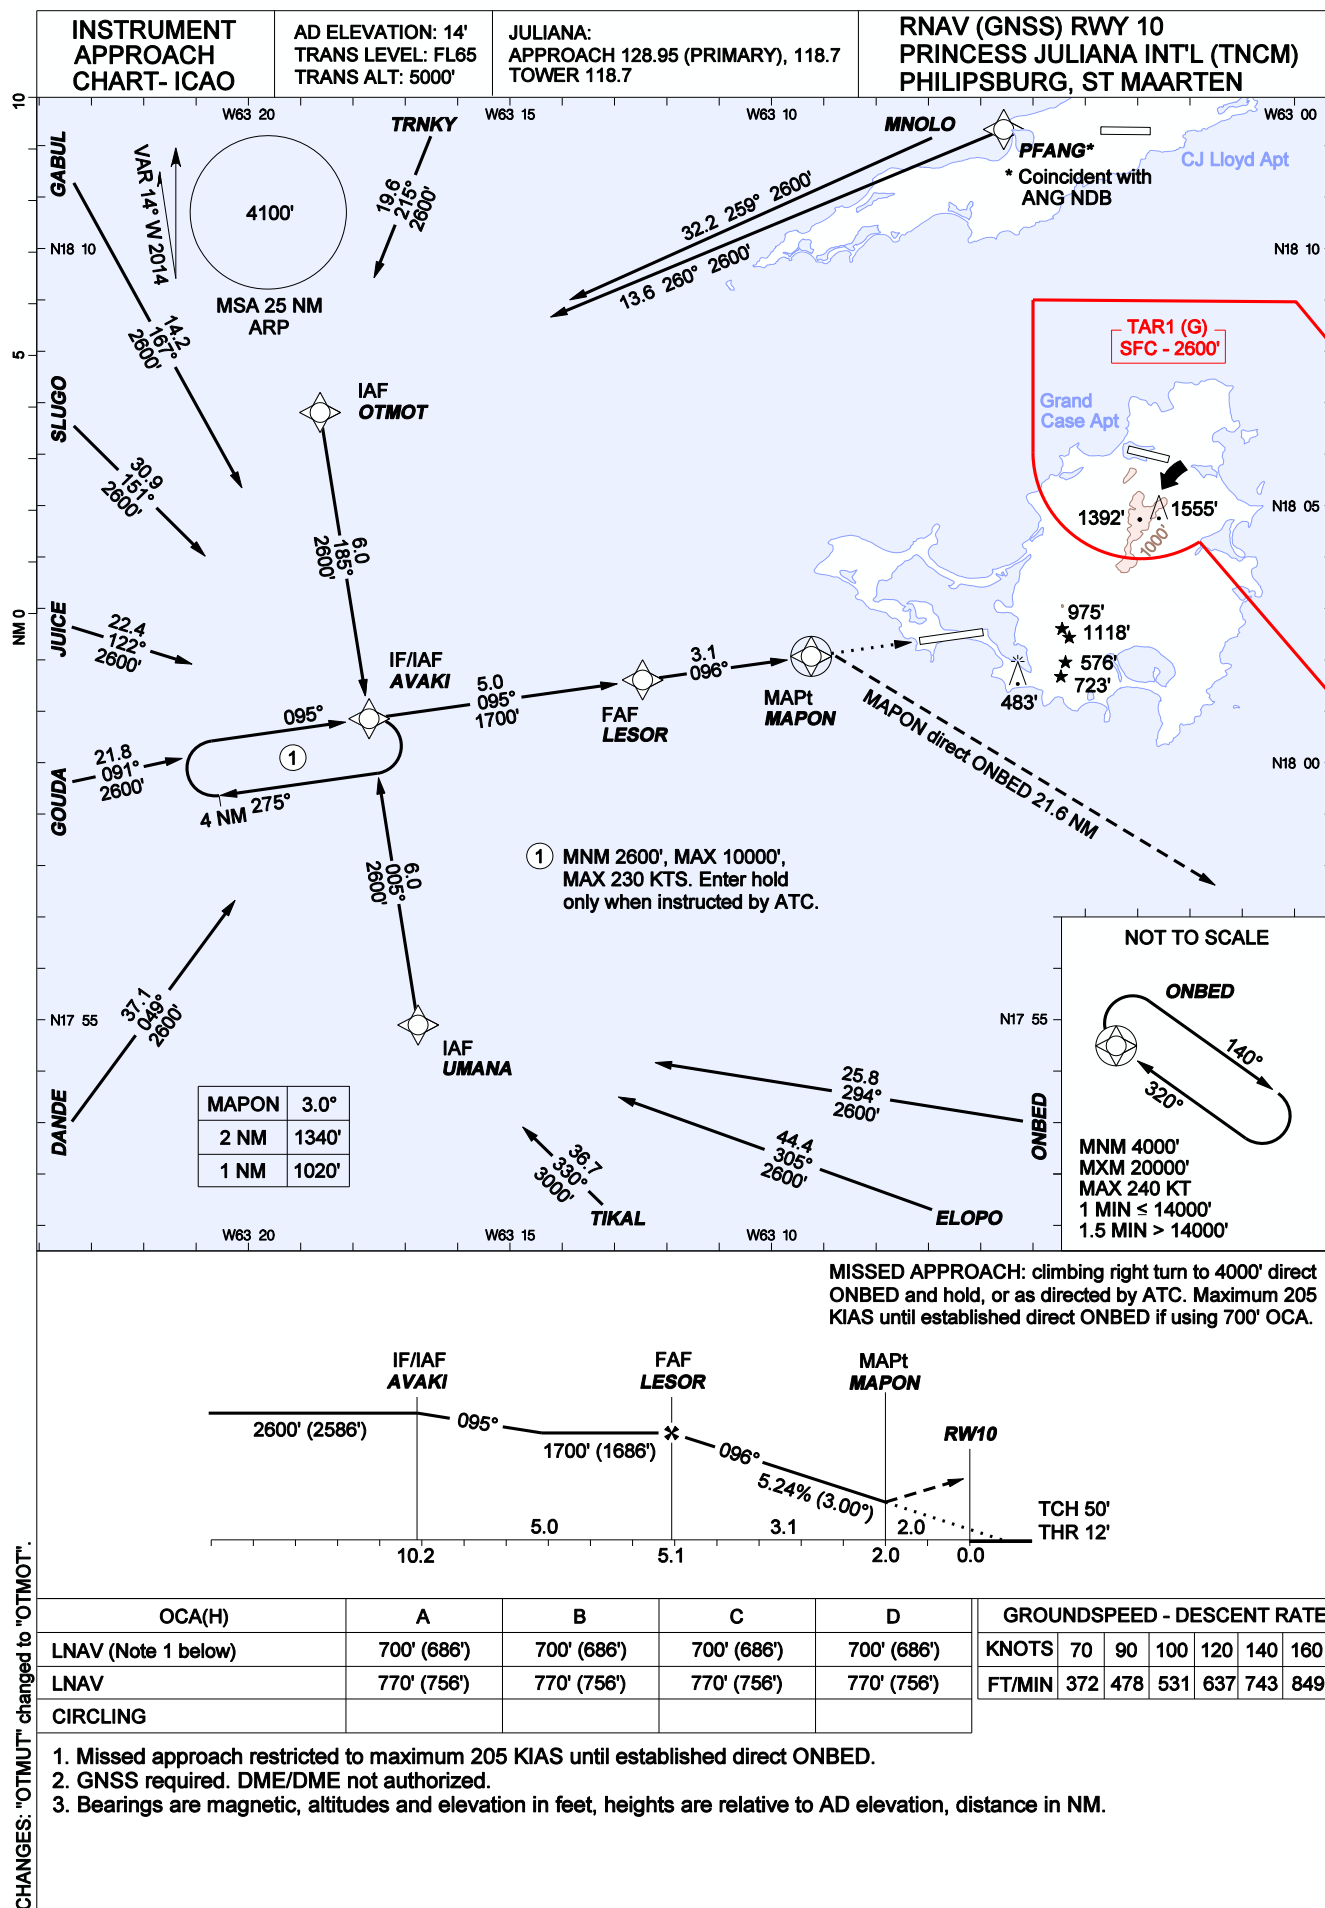 INSTRUMENT
APPROACH
CHART- ICAO
AD ELEVATION: 14'
TRANS LEVEL: FL65
TRANS ALT: 5000'
JULIANA:
APPROACH 128.95 (PRIMARY), 118.7
TOWER 118.7
RNAV (GNSS) RWY 10
PRINCESS JULIANA INT'L (TNCM)
PHILIPSBURG, ST MAARTEN
10
5
NM 0
W63 20
W63 15
W63 10
W63 00
GABUL
VAR 14° W 2014
4100'
MSA 25 NM
ARP
TRNKY
19.6
215°
2600'
MNOLO
32.2 259° 2600'
13.6 260° 2600'
PFANG*
* Coincident with
ANG NDB
CJ Lloyd Apt
N18 10
N18 10
14.2
167°
2600'
TAR1 (G)
SFC - 2600'
SLUGO
30.9
151°
2600'
IAF
OTMOT
Grand
Case Apt
1392'
1555'
1000'
N18 05
6.0
185°
2600'
JUICE
22.4
122°
2600'
975'
1118'
576'
723'
483'
IF/IAF
AVAKI
5.0
095°
1700'
3.1
096°
FAF
LESOR
MAPt
MAPON
MAPON direct ONBED 21.6 NM
095°
1
275°
4 NM
GOUDA
21.8
091°
2600'
N18 00
6.0
005°
2600'
1 MNM 2600', MAX 10000',
MAX 230 KTS. Enter hold
only when instructed by ATC.
DANDE
37.1
049°
2600'
N17 55
N17 55
IAF
UMANA
MAPON 3.0°
2 NM 1340'
1 NM 1020'
25.8
294°
2600'
ONBED
44.4
305°
2600'
ELOPO
36.7
330°
3000'
TIKAL
NOT TO SCALE
ONBED
140°
320°
MNM 4000'
MXM 20000'
MAX 240 KT
1 MIN ≤ 14000'
1.5 MIN > 14000'
W63 20
W63 15
W63 10
MISSED APPROACH: climbing right turn to 4000' direct
ONBED and hold, or as directed by ATC. Maximum 205
KIAS until established direct ONBED if using 700' OCA.
IF/IAF
AVAKI
FAF
LESOR
MAPt
MAPON
RW10
2600' (2586')
095°
1700' (1686')
096°
5.24% (3.00°)
TCH 50'
THR 12'
5.0
3.1
2.0
10.2
5.1
2.0
0.0
OCA(H) A B C D
LNAV (Note 1 below) 700' (686') 700' (686') 700' (686') 700' (686')
LNAV 770' (756') 770' (756') 770' (756') 770' (756')
CIRCLING
GROUNDSPEED - DESCENT RATE
KNOTS 70 90 100 120 140 160
FT/MIN 372 478 531 637 743 849
1. Missed approach restricted to maximum 205 KIAS until established direct ONBED.
2. GNSS required. DME/DME not authorized.
3. Bearings are magnetic, altitudes and elevation in feet, heights are relative to AD elevation, distance in NM.
CHANGES: "OTMUT" changed to "OTMOT".